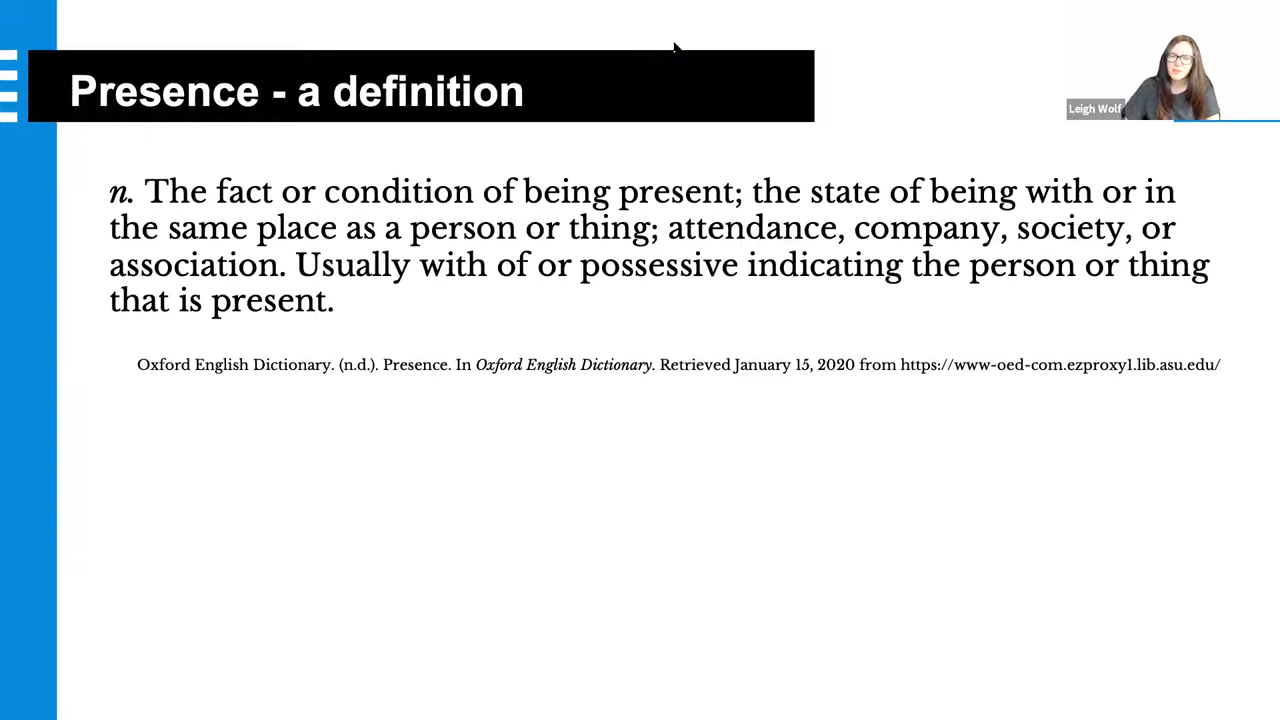 Presence - a definition
Leigh Wolf
n. The fact or condition of being present; the state of being with or in
the same place as a person or thing; attendance, company, society, or
association. Usually with of or possessive indicating the person or thing
that is present.
Oxford English Dictionary. (n.d.). Presence. In Oxford English Dictionary. Retrieved January 15, 2020 from https://www-oed-com.ezproxy1.lib.asu.edu/